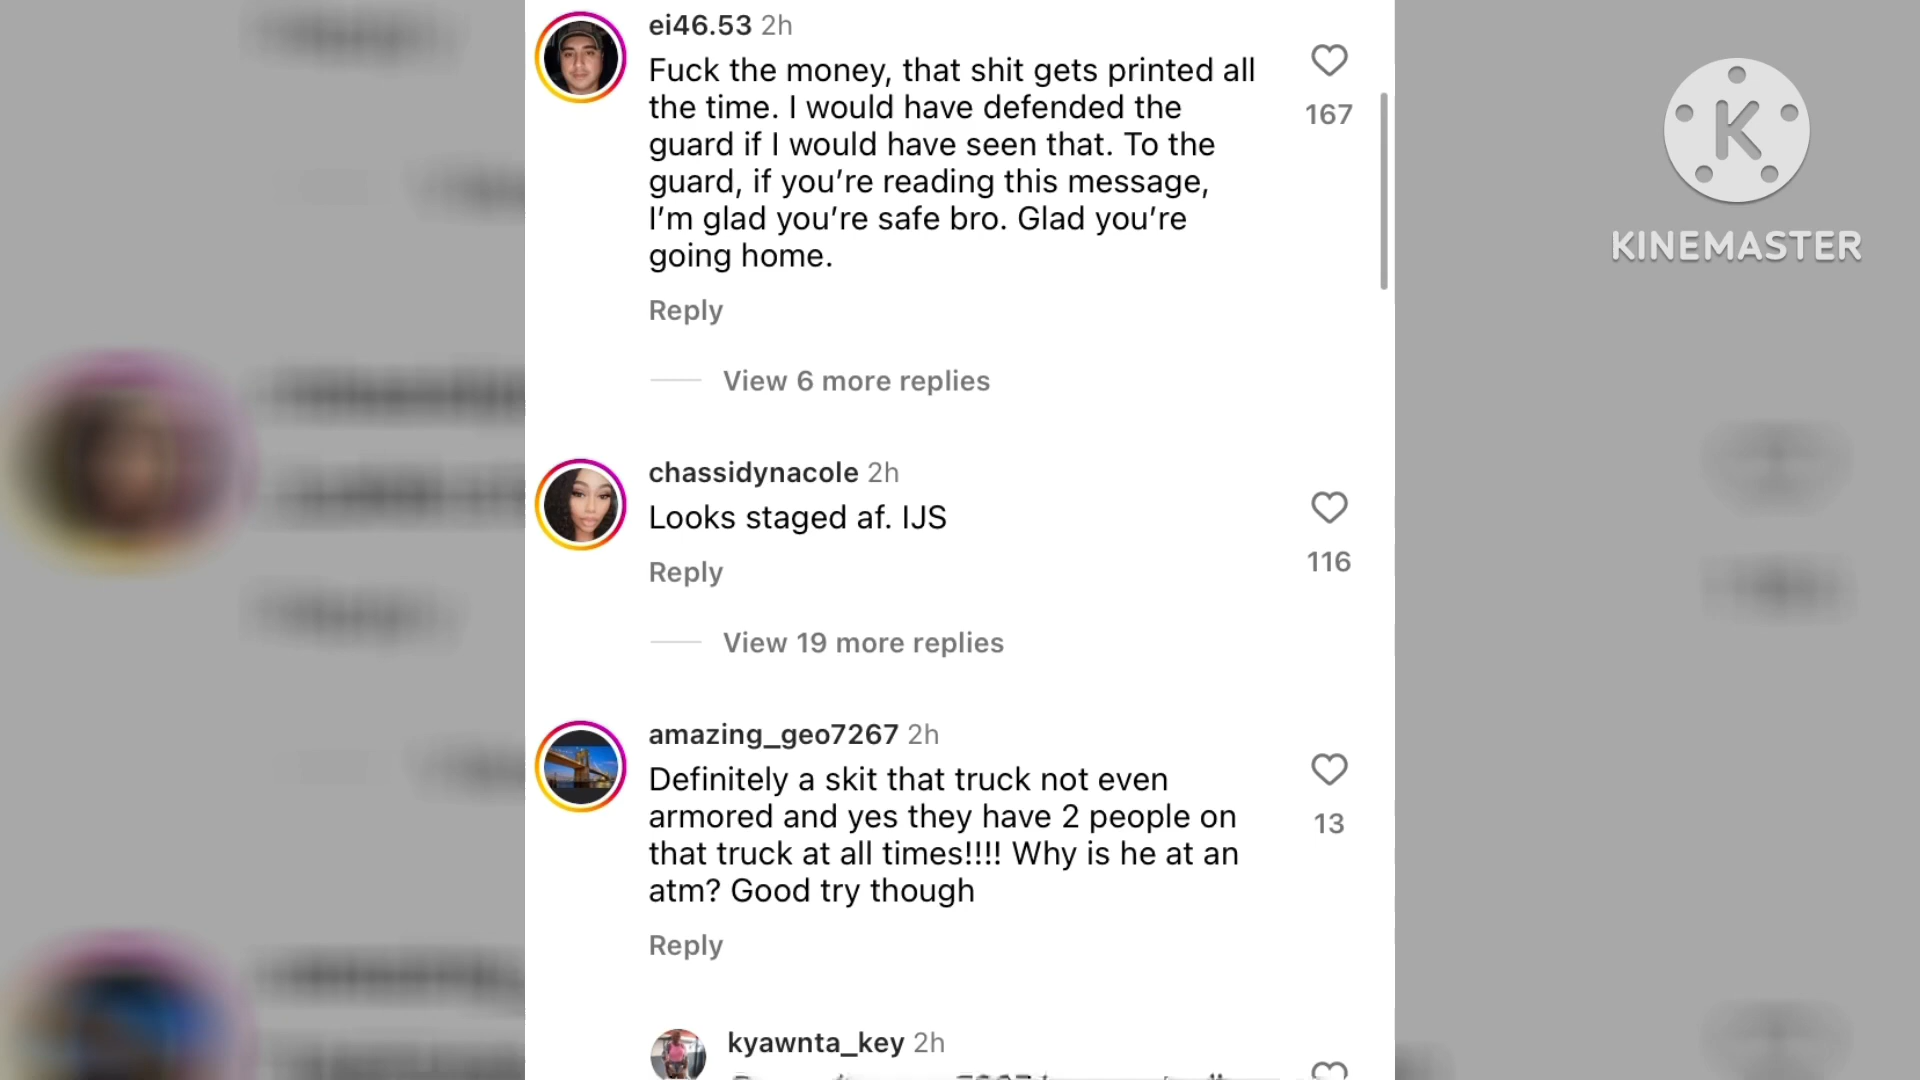 ei46.53 2h
Fuck the money, that shit gets printed all
the time. I would have defended the
guard if I would have seen that. To the
guard, if you’re reading this message,
I’m glad you’re safe bro. Glad you’re
going home.
167
Reply
View 6 more replies
chassidynacole 2h
Looks staged af. IJS
116
Reply
View 19 more replies
amazing_geo7267 2h
Definitely a skit that truck not even
armored and yes they have 2 people on
that truck at all times!!!! Why is he at an
atm? Good try though
13
Reply
kyawnta_key 2h
K
KINEMASTER